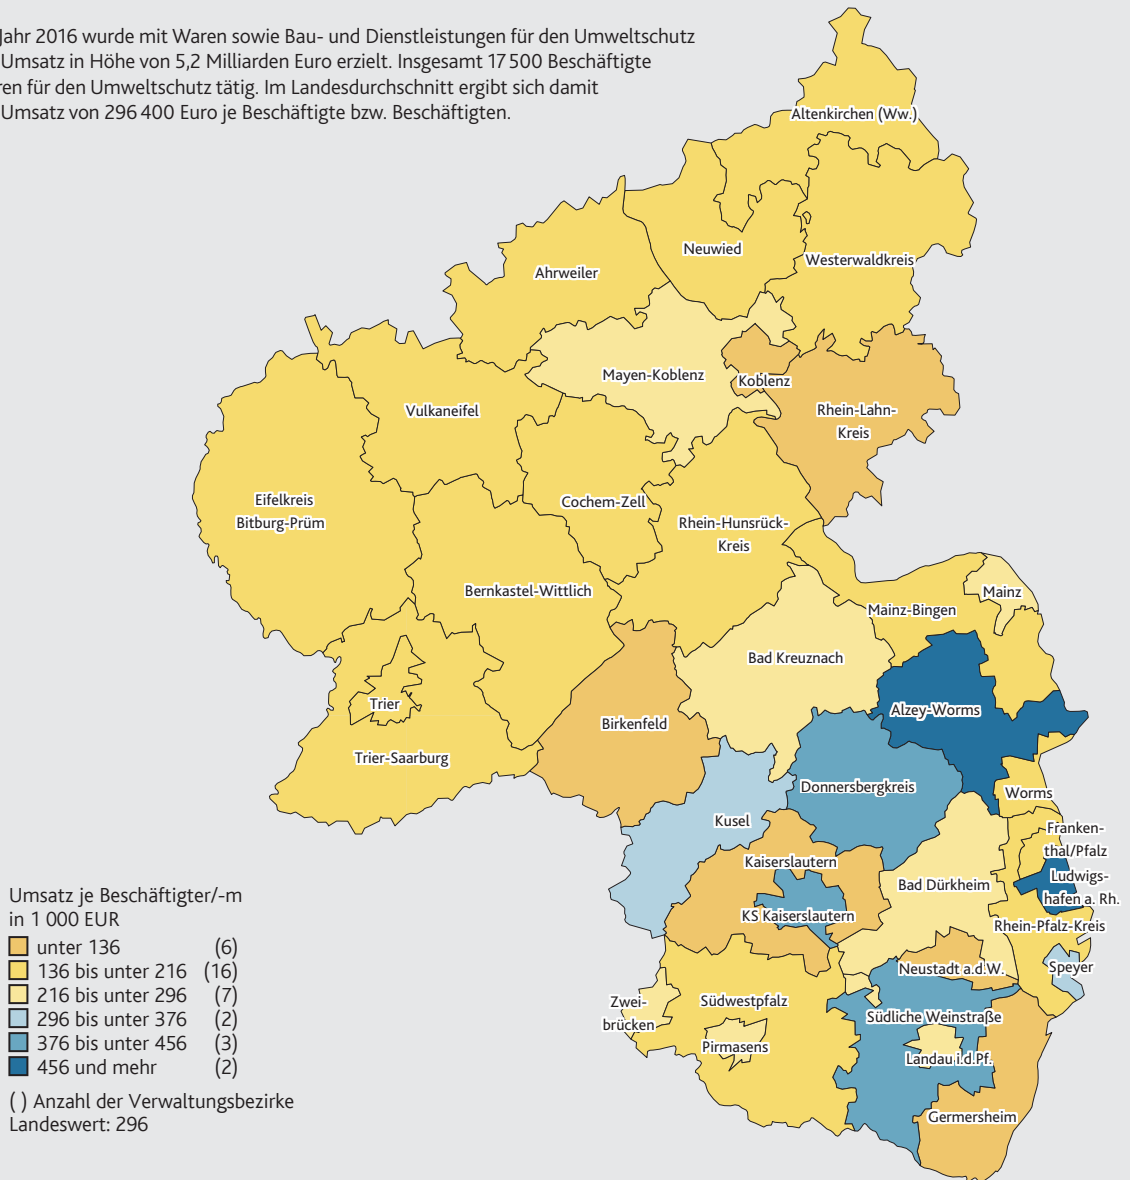 Jahr 2016 wurde mit Waren sowie Bau- und Dienstleistungen für den Umweltschutz
Umsatz in Höhe von 5,2 Milliarden Euro erzielt. Insgesamt 17 500 Beschäftigte
ren für den Umweltschutz tätig. Im Landesdurchschnitt ergibt sich damit
Umsatz von 296 400 Euro je Beschäftigte bzw. Beschäftigten.
Altenkirchen (Ww.)
Neuwied
Westerwaldkreis
Ahrweiler
Mayen-Koblenz
Koblenz
Vulkaneifel
Rhein-Lahn-
Kreis
Eifelkreis
Bitburg-Prüm
Cochem-Zell
Rhein-Hunsrück-
Kreis
Bernkastel-Wittlich
Mainz
Mainz-Bingen
Bad Kreuznach
Trier
Birkenfeld
Alzey-Worms
Trier-Saarburg
Donnersbergkreis
Worms
Kusel
Franken-
thal/Pfalz
Kaiserslautern
Ludwigs-
hafen a. Rh.
Bad Dürkheim
KS Kaiserslautern
Rhein-Pfalz-Kreis
Neustadt a.d.W.
Speyer
Zwei-
brücken
Südwestpfalz
Südliche Weinstraße
Pirmasens
Landau i.d.Pf.
Germersheim
Umsatz je Beschäftigter/-m
in 1 000 EUR
unter 136 (6)
136 bis unter 216 (16)
216 bis unter 296 (7)
296 bis unter 376 (2)
376 bis unter 456 (3)
456 und mehr (2)
( ) Anzahl der Verwaltungsbezirke
Landeswert: 296